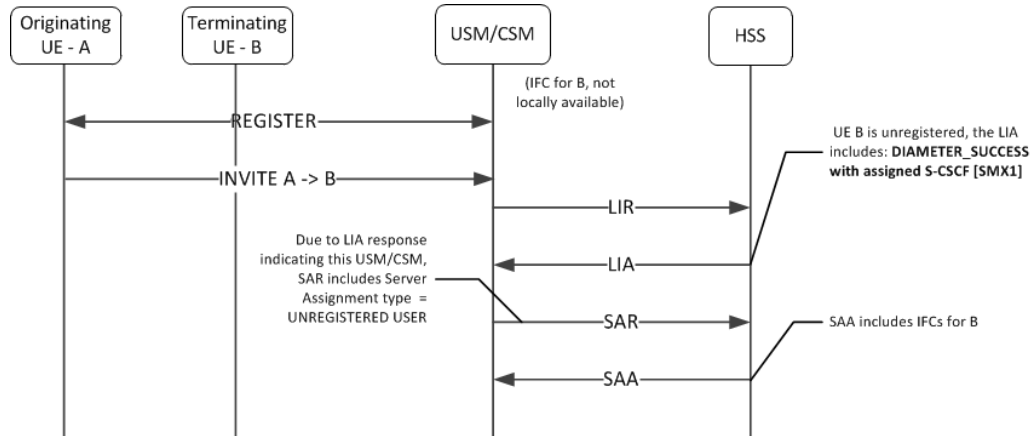 Originating
UE - A
Terminating
UE - B
USM/CSM
HSS
(IFC for B, not
locally available)
REGISTER
UE B is unregistered, the LIA
includes: DIAMETER_SUCCESS
with assigned S-CSCF [SMX1]
INVITE A -> B
LIR
Due to LIA response
indicating this USM/CSM,
SAR includes Server
Assignment type =
UNREGISTERED USER
LIA
SAR
SAA includes IFCs for B
SAA